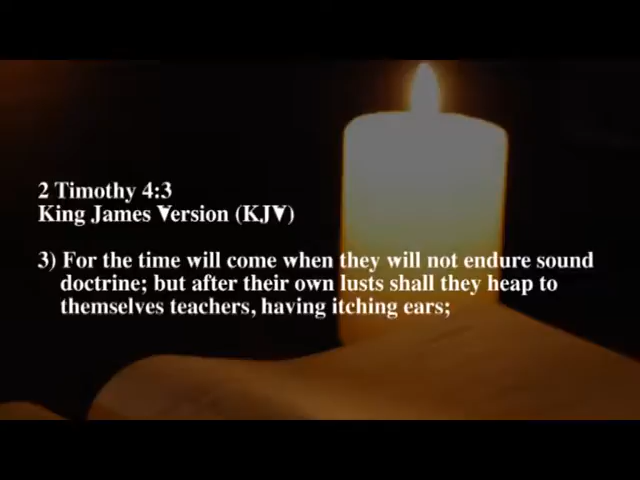 2 Timothy 4:3
King James Version (KJV)
3) For the time will come when they will not endure sound
doctrine; but after their own lusts shall they heap to
themselves teachers, having itching ears;